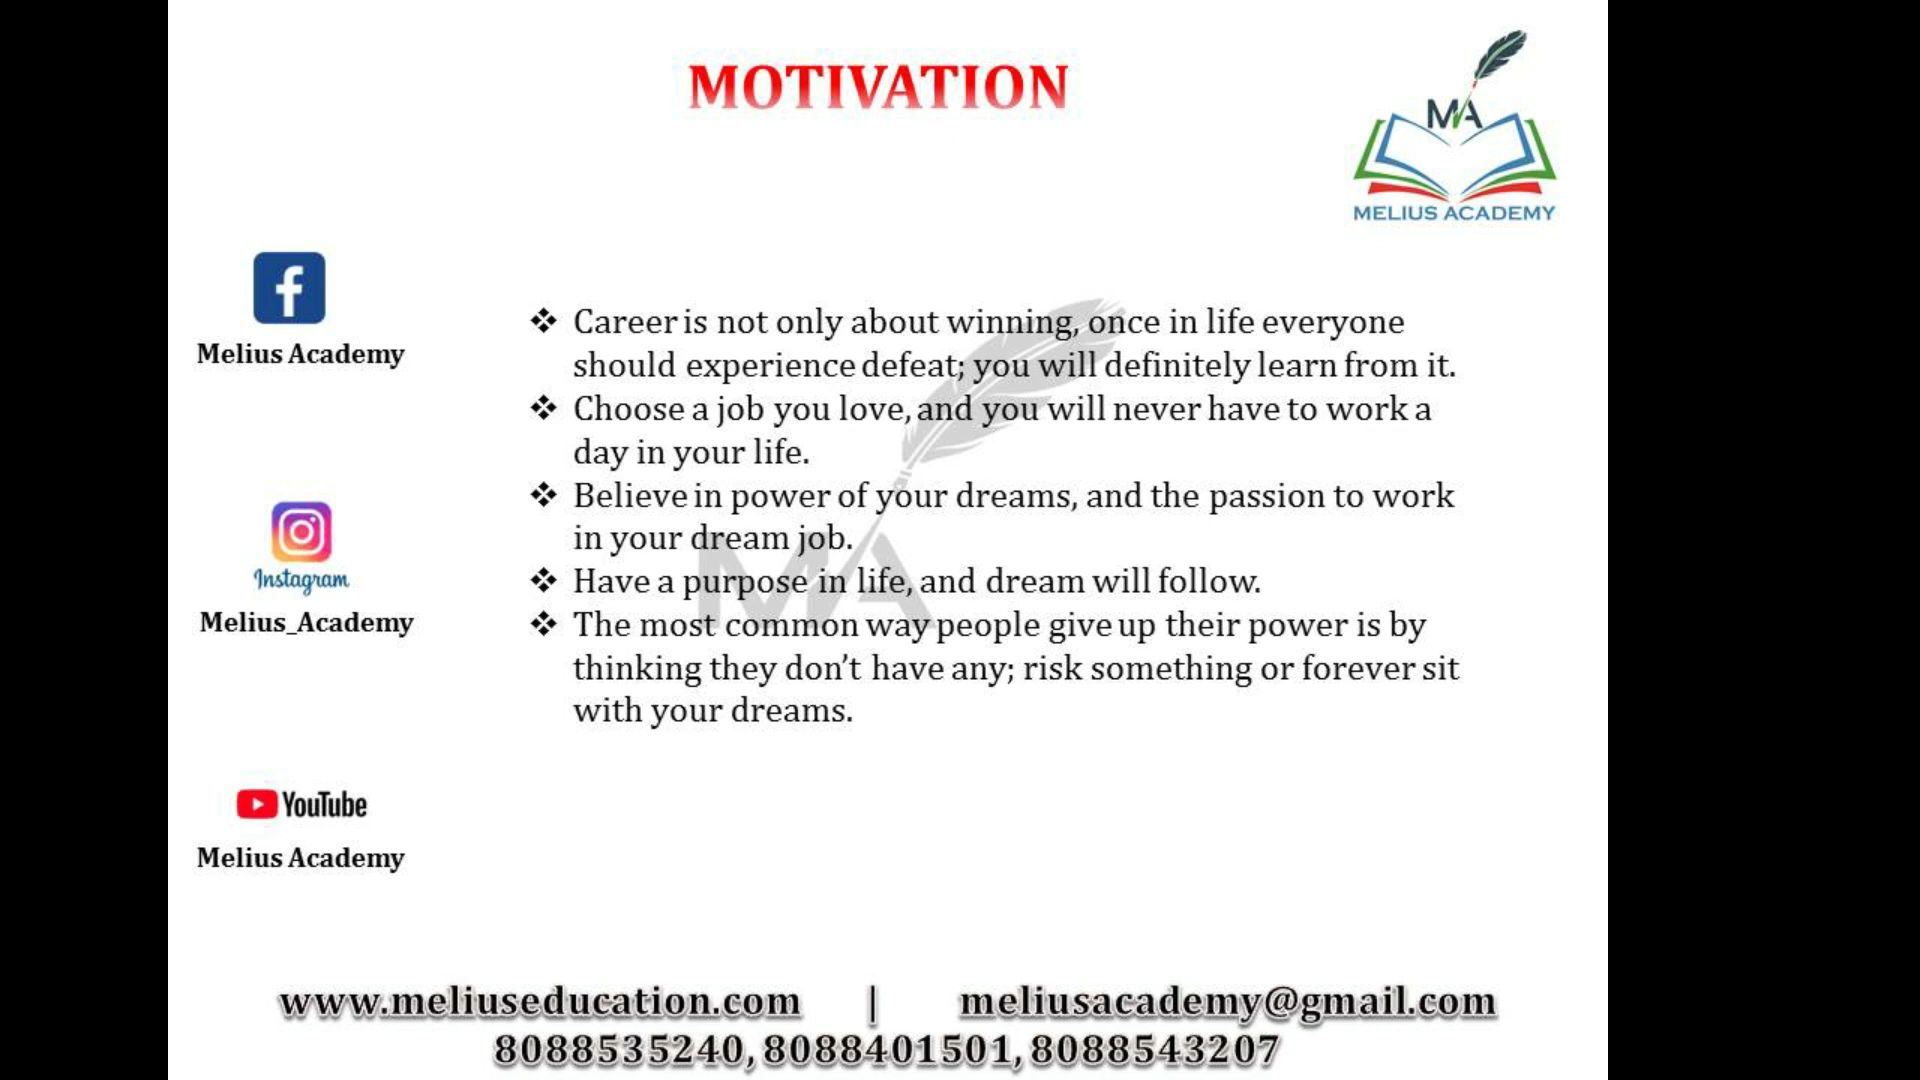 MOTIVATION
MA
MELIUS ACADEMY
Melius Academy
Instagram
Melius_Academy
YouTube
Melius Academy
❖ Career is not only about winning, once in life everyone
should experience defeat; you will definitely learn from it.
❖ Choose a job you love, and you will never have to work a
day in your life.
❖ Believe in power of your dreams, and the passion to work
in your dream job.
❖ Have a purpose in life, and dream will follow.
❖ The most common way people give up their power is by
thinking they don’t have any; risk something or forever sit
with your dreams.
MA
www.meliuseducation.com | meliusacademy@gmail.com
8088535240, 8088401501, 8088543207